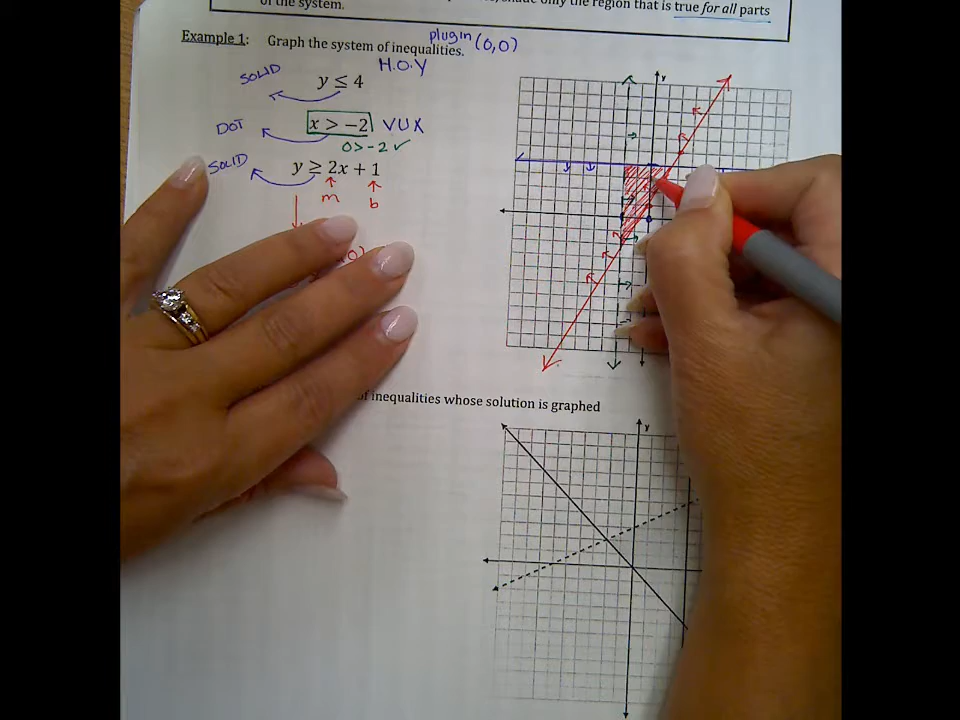 shade only the region that is true for all parts
of the system.
Example 1: Graph the system of inequalities.
plugin (0,0)
H.O.Y
SOLID
y ≤ 4
DOT
x > −2
VUX
0 > -2 ✓
SOLID
y ≥ 2x + 1
m
b
0)
y
of inequalities whose solution is graphed
y